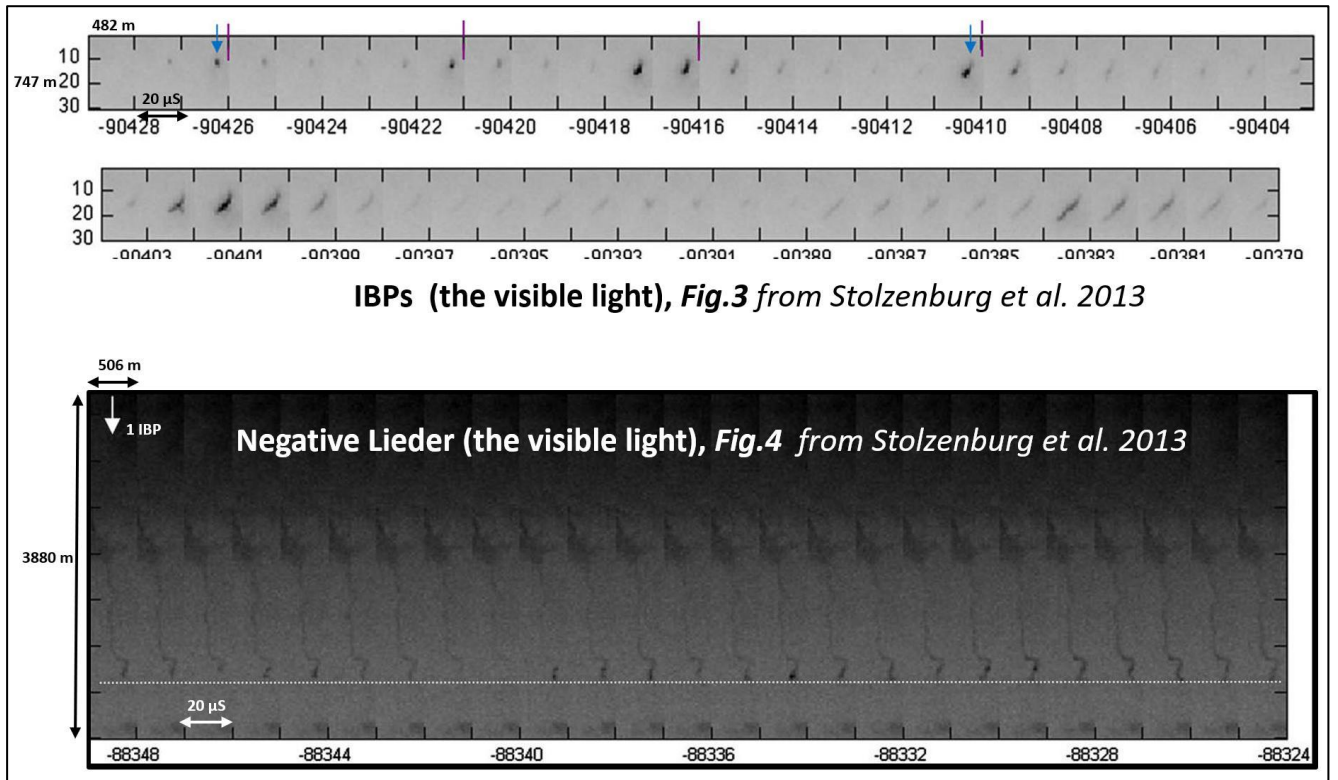 482 m
10
747 m 20
30
20 µS
-90428 -90426 -90424 -90422 -90420 -90418 -90416 -90414 -90412 -90410 -90408 -90406 -90404
10
20
30
-90403 -90401 -90399 -90397 -90395 -90393 -90391 -90389 -90387 -90385 -90383 -90381 -90379
IBPs (the visible light), Fig.3 from Stolzenburg et al. 2013
506 m
1 IBP
Negative Lieder (the visible light), Fig.4 from Stolzenburg et al. 2013
3880 m
20 µS
-88348 -88344 -88340 -88336 -88332 -88328 -88324